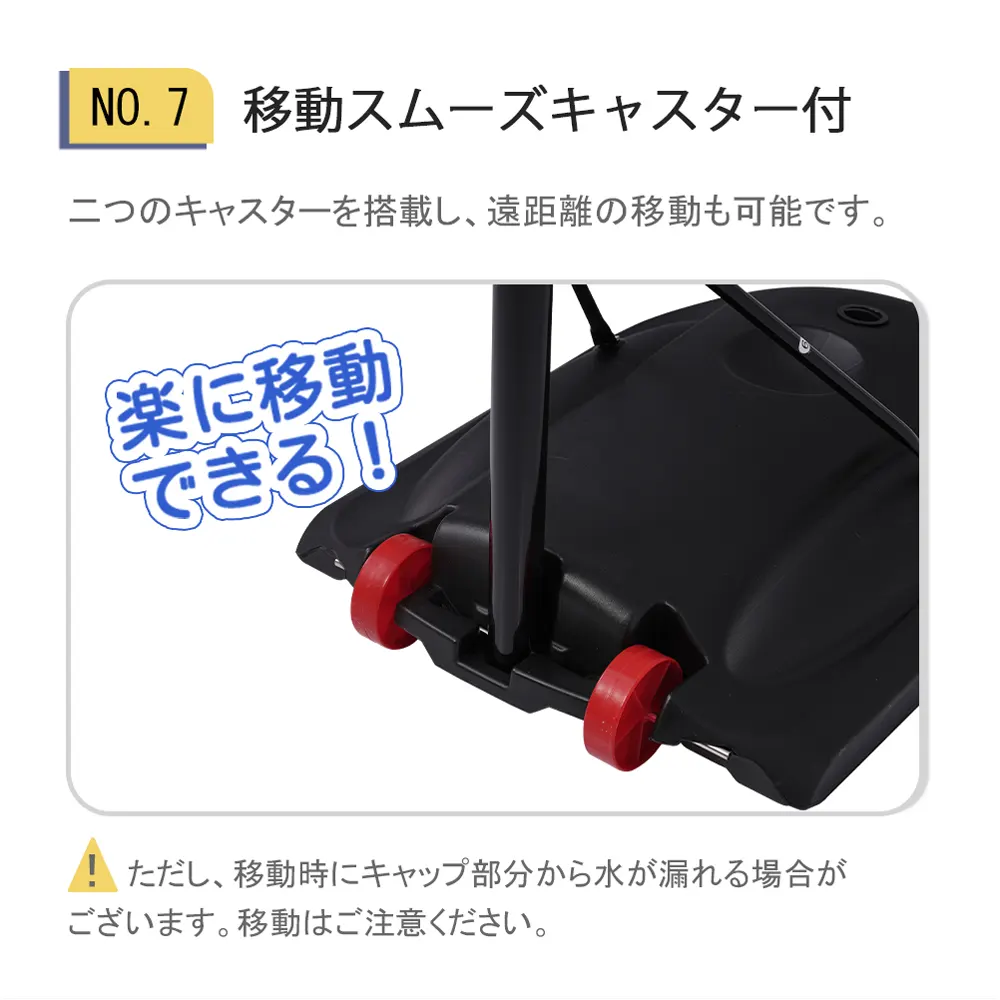 NO.7 移動スムーズキャスター付
二つのキャスターを搭載し、遠距離の移動も可能です。
楽に移動
できる!
! ただし、移動時にキャップ部分から水が漏れる場合が
ございます。移動はご注意ください。